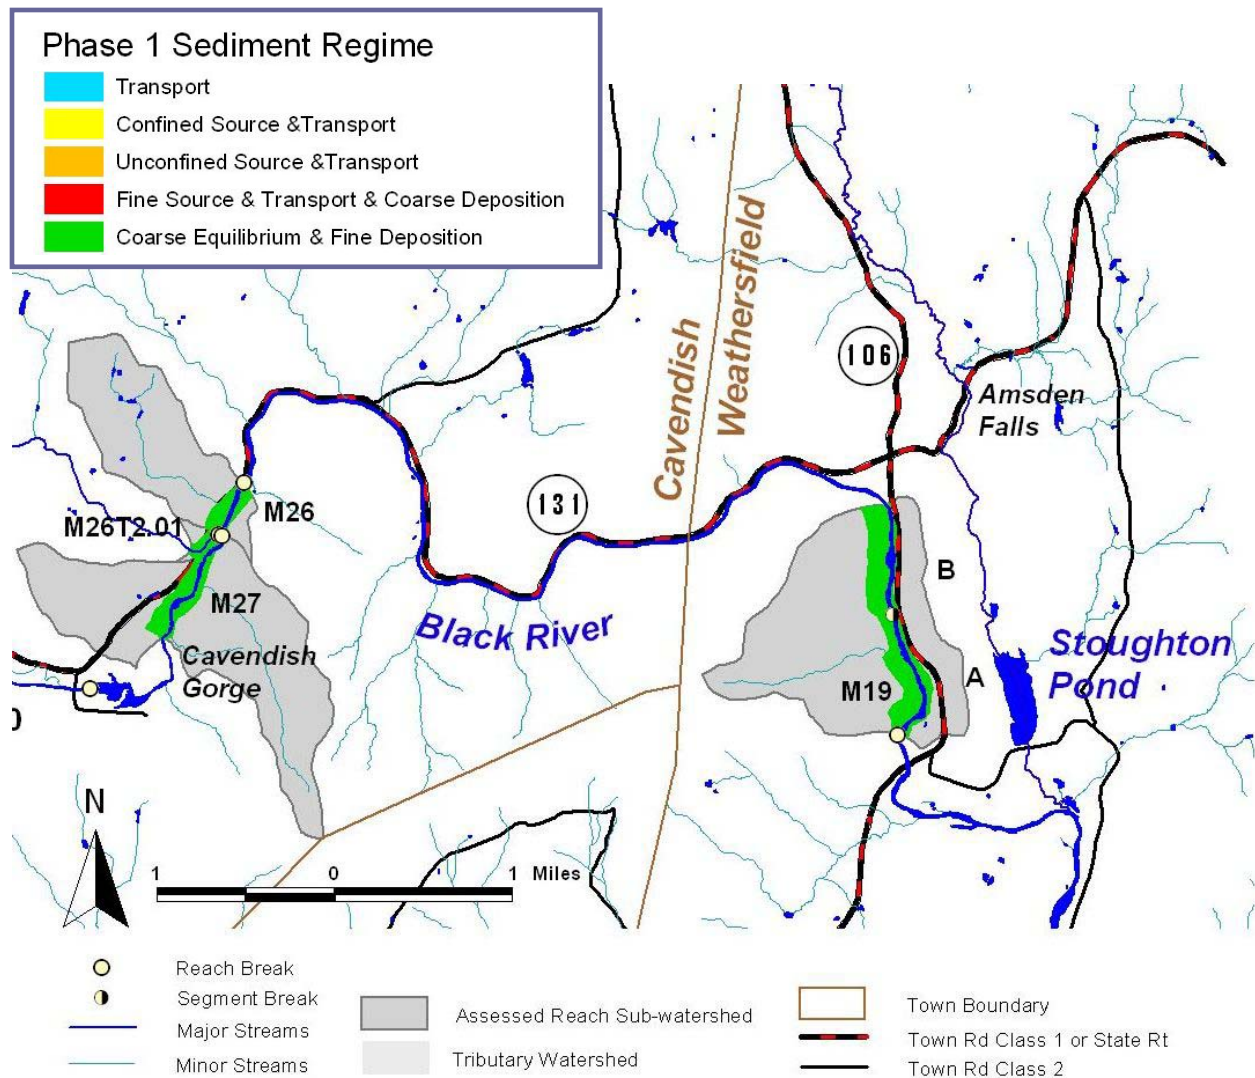 Phase 1 Sediment Regime
Transport
Confined Source &Transport
Unconfined Source &Transport
Fine Source & Transport & Coarse Deposition
Coarse Equilibrium & Fine Deposition
Cavendish
Weathersfield
106
Amsden
Falls
131
M26
M26T2.01
M27
Cavendish
Gorge
Black River
B
A
M19
Stoughton
Pond
N
1 0 1 Miles
Reach Break
Segment Break
Major Streams
Minor Streams
Assessed Reach Sub-watershed
Tributary Watershed
Town Boundary
Town Rd Class 1 or State Rt
Town Rd Class 2